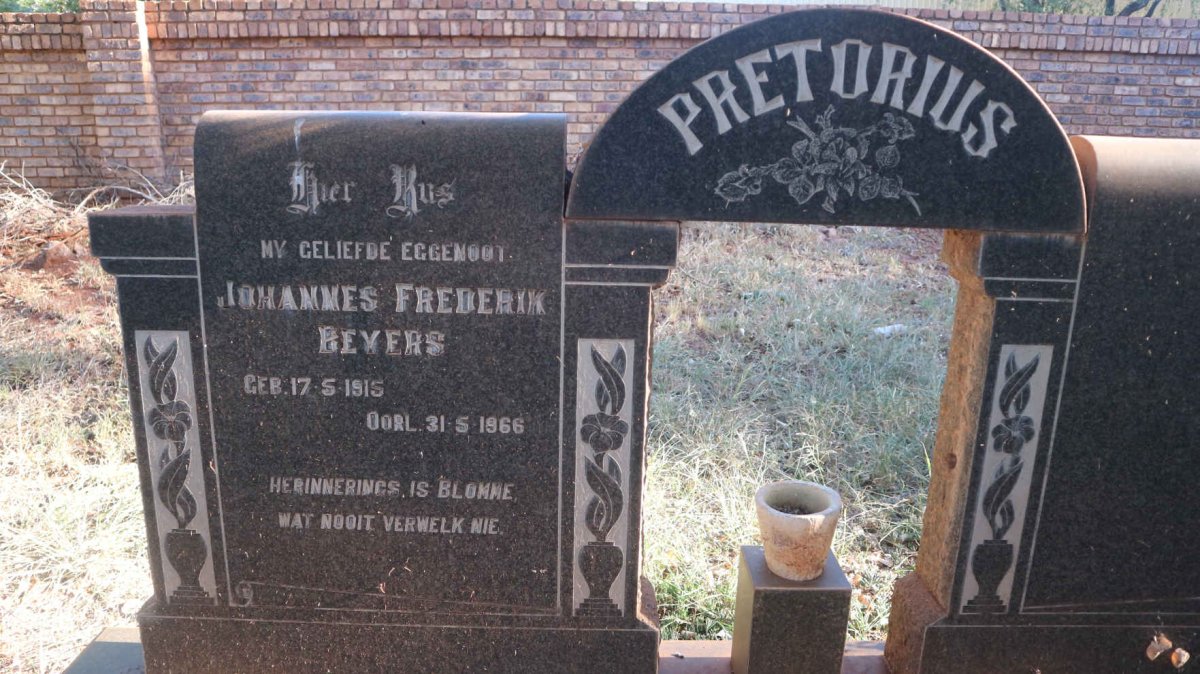 PRETORIUS
Hier Rus
MY GELIEFDE EGGENOOT
JOHANNES FREDERIK
BEYERS
GEB. 17-5-1915
OORL. 31-5-1966
HERINNERINGS IS BLOMME
WAT NOOIT VERWELK NIE.